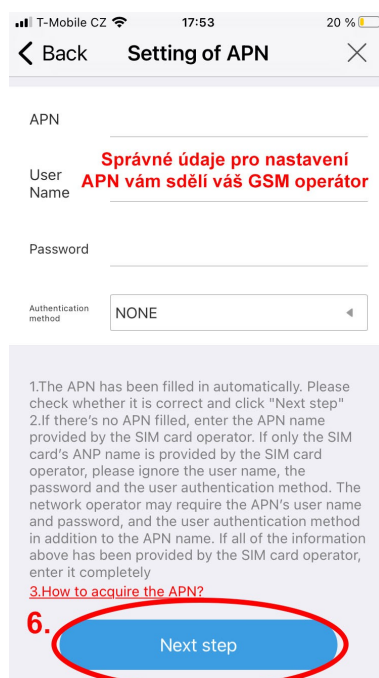 T-Mobile CZ 17:53 20 %
Back Setting of APN
APN
Správné údaje pro nastavení
APN vám sdělí váš GSM operátor
User
Name
Password
Authentication
method
NONE
1.The APN has been filled in automatically. Please
check whether it is correct and click "Next step"
2.If there's no APN filled, enter the APN name
provided by the SIM card operator. If only the SIM
card's ANP name is provided by the SIM card
operator, please ignore the user name, the
password and the user authentication method. The
network operator may require the APN's user name
and password, and the user authentication method
in addition to the APN name. If all of the information
above has been provided by the SIM card operator,
enter it completely
3.How to acquire the APN?
6.
Next step